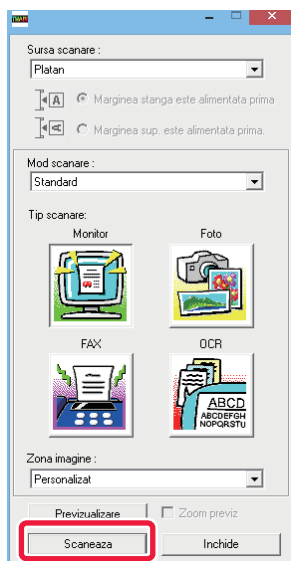 TWAIN
Sursa scanare :
Platan
A
Marginea stanga este alimentata prima
A
Marginea sup. este alimentata prima.
Mod scanare :
Standard
Tip scanare:
Monitor Foto
FAX OCR
ABCD
ABCDEFGH
NOPQRSTU
Zona imagine :
Personalizat
Previzualizare Zoom previz
Scaneaza Inchide